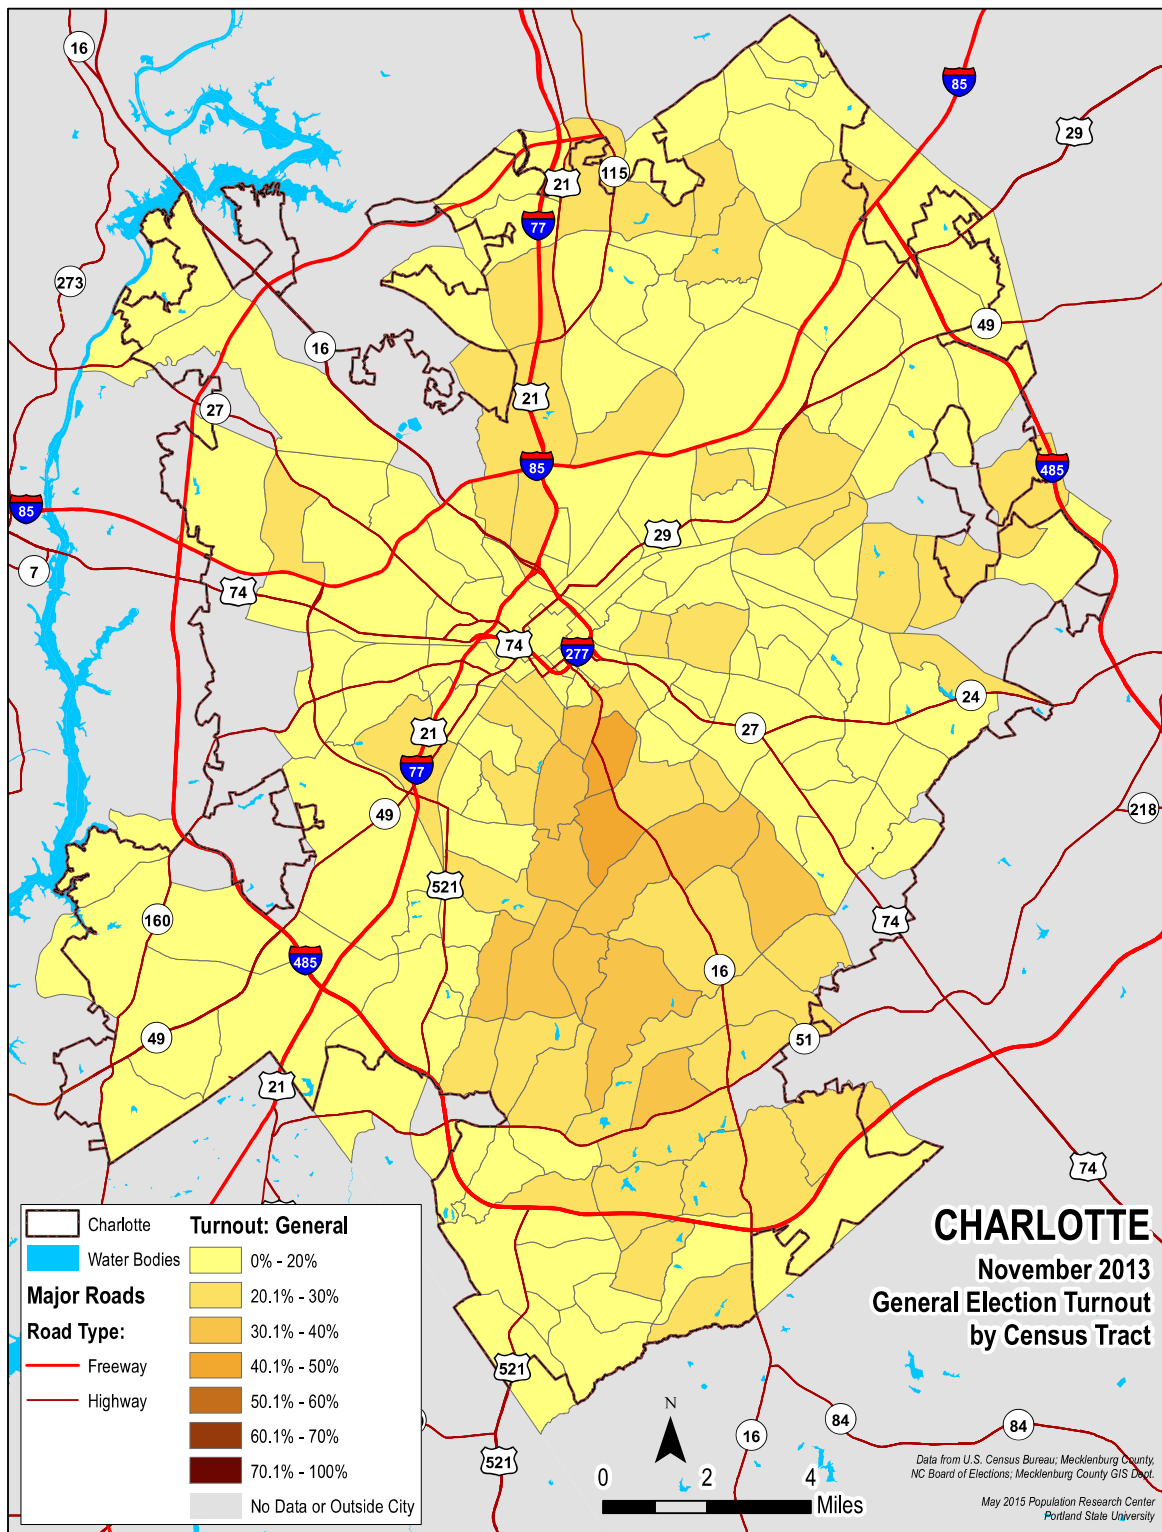 16
85
29
21
115
77
273
49
16
21
27
85
485
85
29
7
74
74
277
24
27
21
77
49
218
521
74
160
16
485
49
51
21
74
Charlotte
Water Bodies
Major Roads
Road Type:
Freeway
Highway
Turnout: General
0% - 20%
20.1% - 30%
30.1% - 40%
40.1% - 50%
50.1% - 60%
60.1% - 70%
70.1% - 100%
No Data or Outside City
CHARLOTTE
November 2013
General Election Turnout
by Census Tract
521
84
84
16
521
N
0 2 4
Miles
Data from U.S. Census Bureau; Mecklenburg County,
NC Board of Elections; Mecklenburg County GIS Dept.
May 2015 Population Research Center
Portland State University